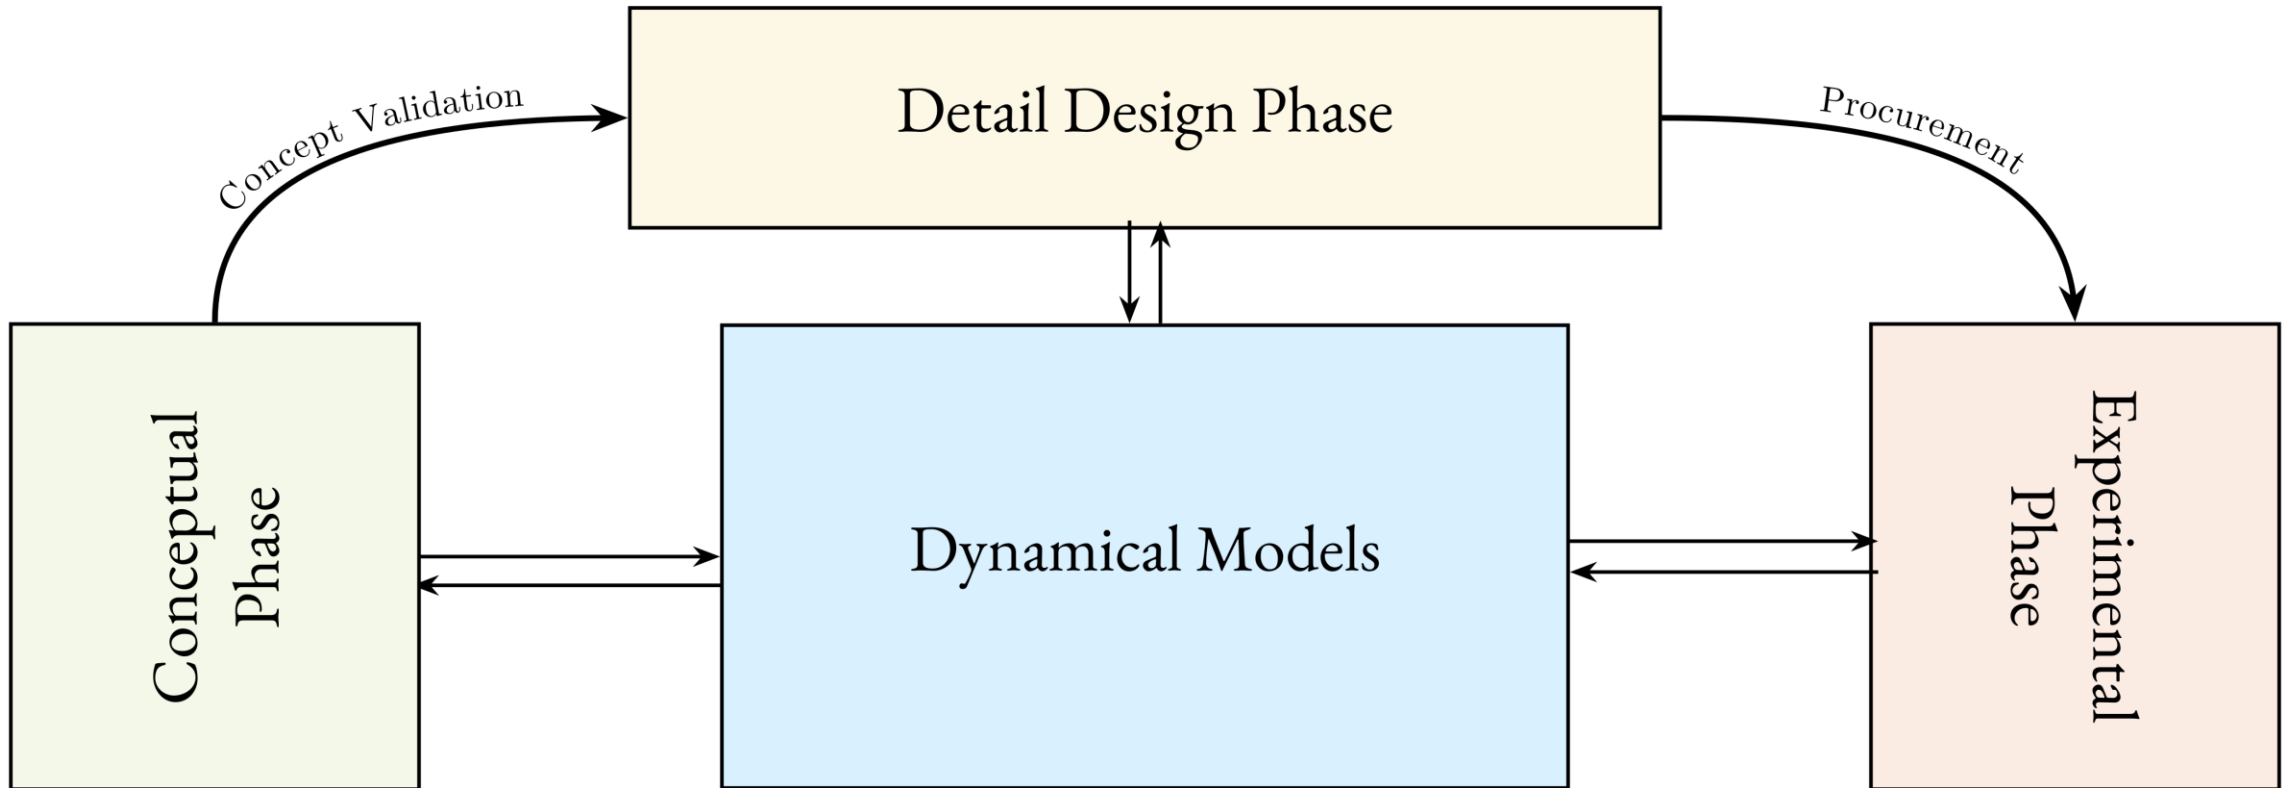 Detail Design Phase
Concept Validation
Procurement
Conceptual
Phase
Dynamical Models
Experimental
Phase